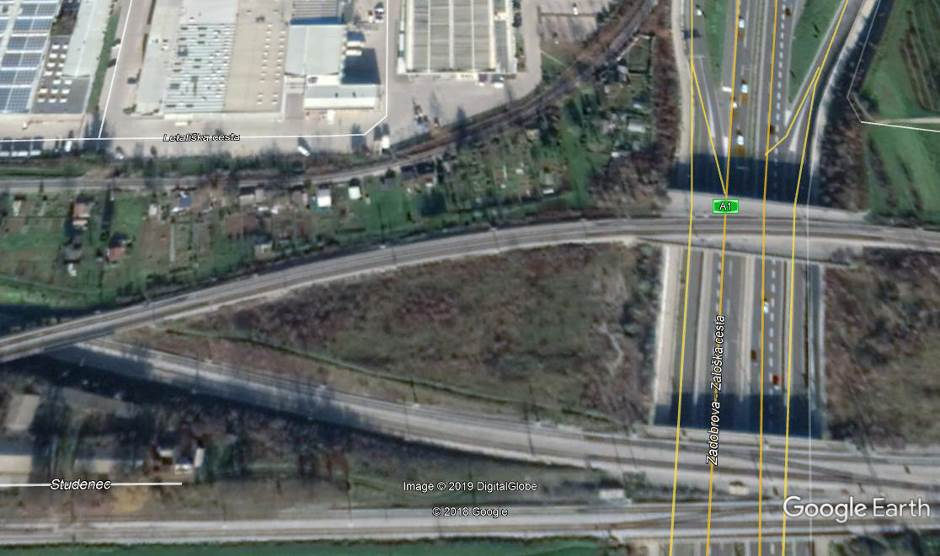 Letališka cesta
A1
Zadobrova - Zaloška cesta
Studenec
Image © 2019 DigitalGlobe
© 2018 Google
Google Earth